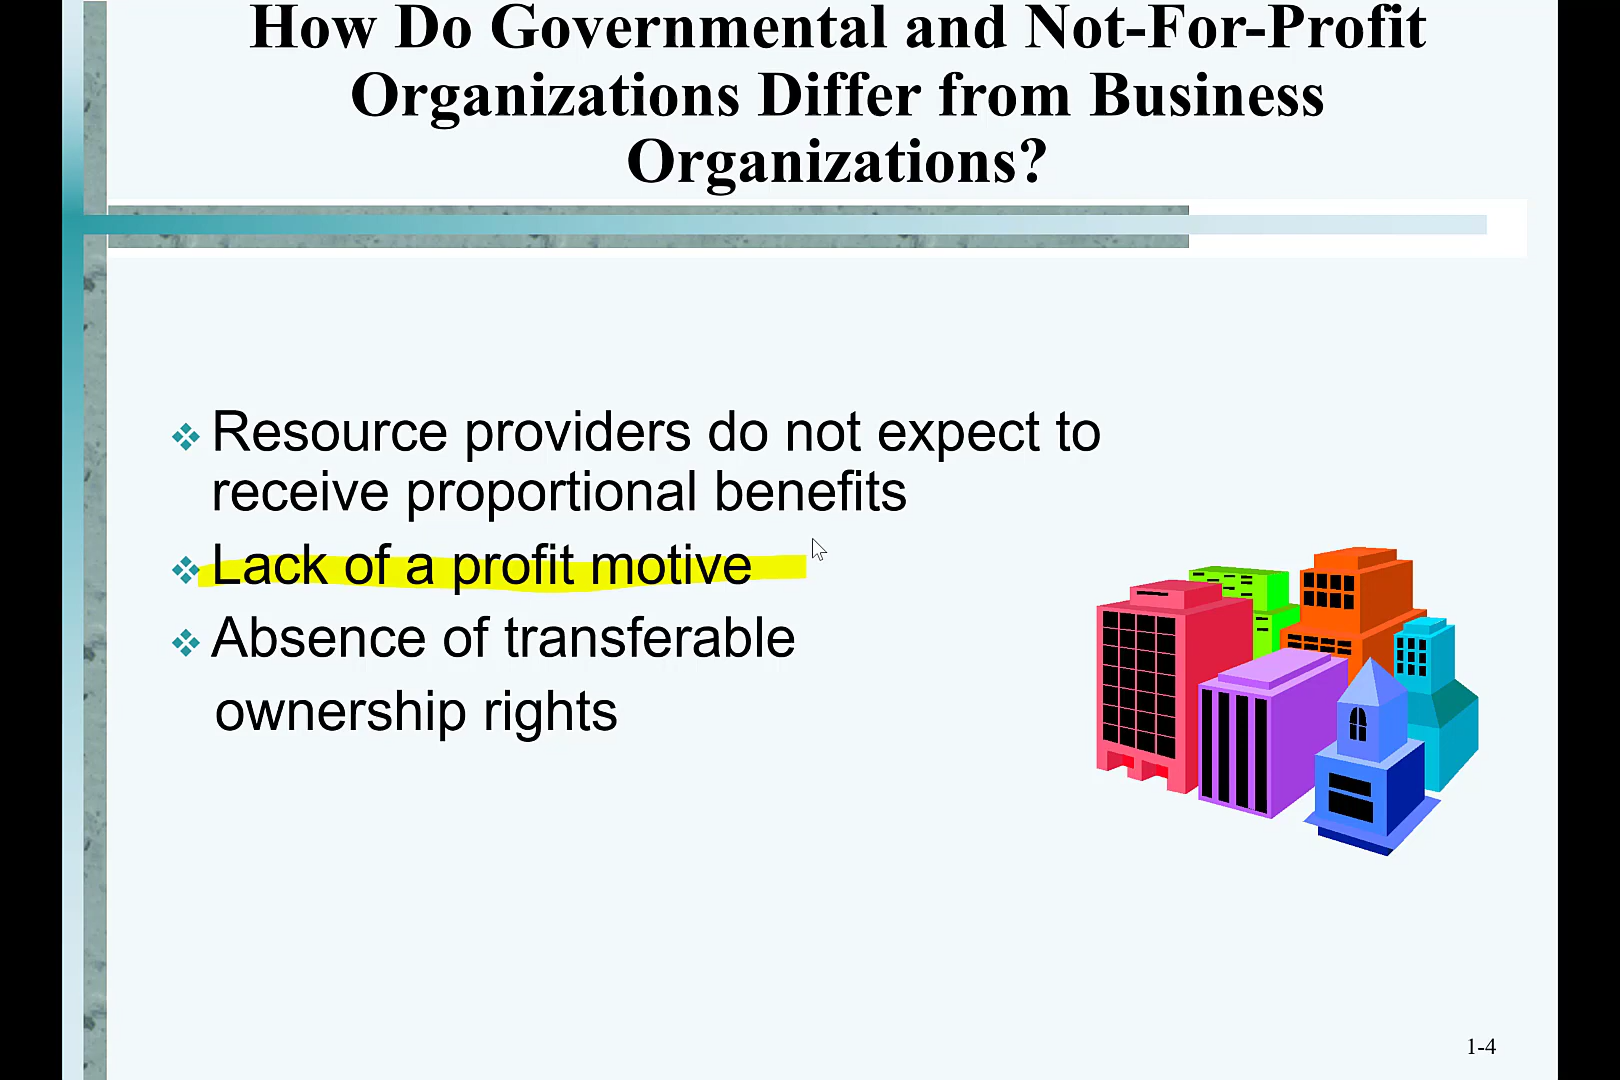 How Do Governmental and Not-For-Profit
Organizations Differ from Business
Organizations?
Resource providers do not expect to
receive proportional benefits
Lack of a profit motive
Absence of transferable
ownership rights
1-4